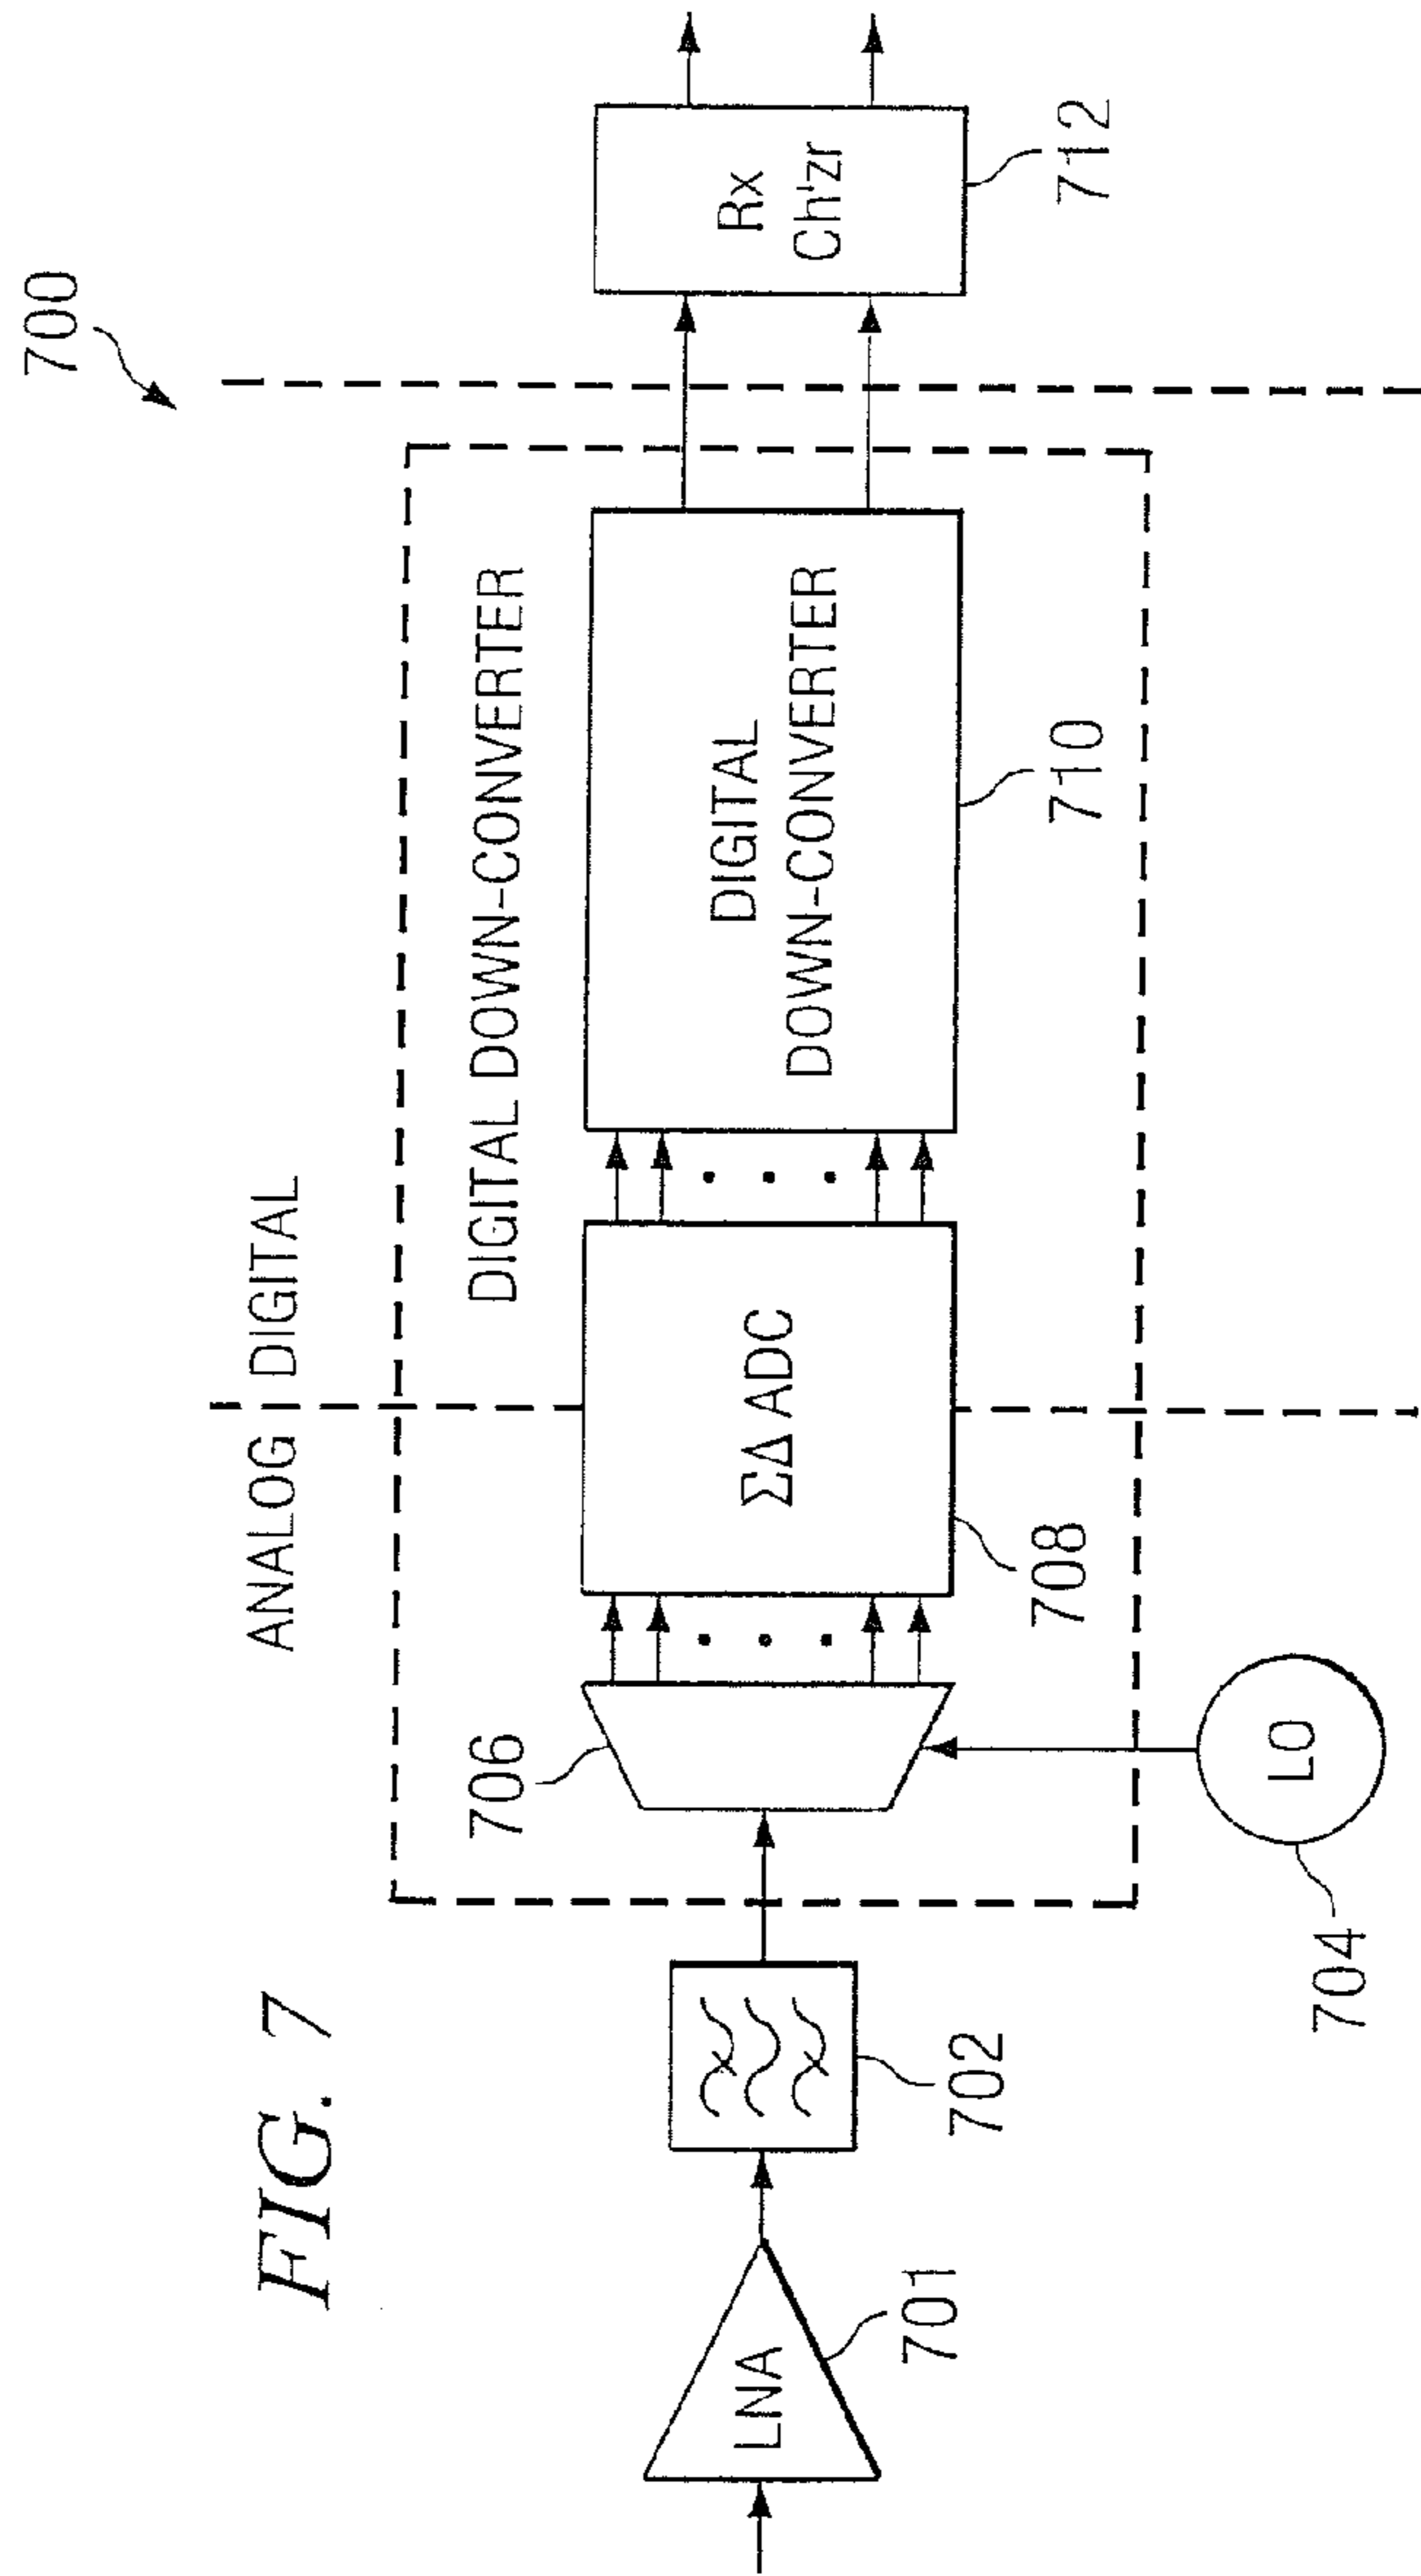 FIG. 7
700
ANALOG
DIGITAL
DIGITAL DOWN-CONVERTER
706
LNA
701
702
ΣΔ ADC
708
DIGITAL
DOWN-CONVERTER
710
Rx
Ch'zr
712
LO
704